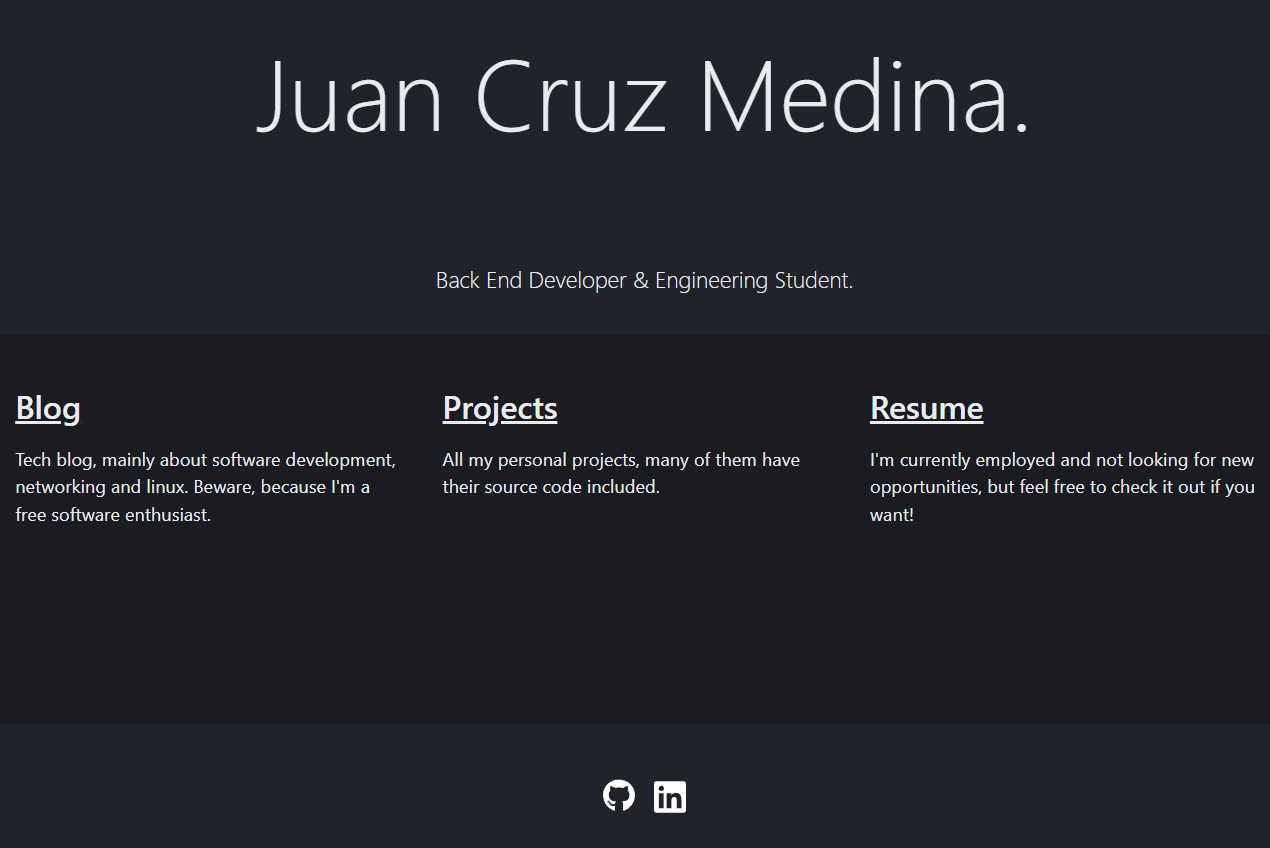 Juan Cruz Medina.
Back End Developer & Engineering Student.
Blog
Tech blog, mainly about software development,
networking and linux. Beware, because I'm a
free software enthusiast.
Projects
All my personal projects, many of them have
their source code included.
Resume
I'm currently employed and not looking for new
opportunities, but feel free to check it out if you
want!
in